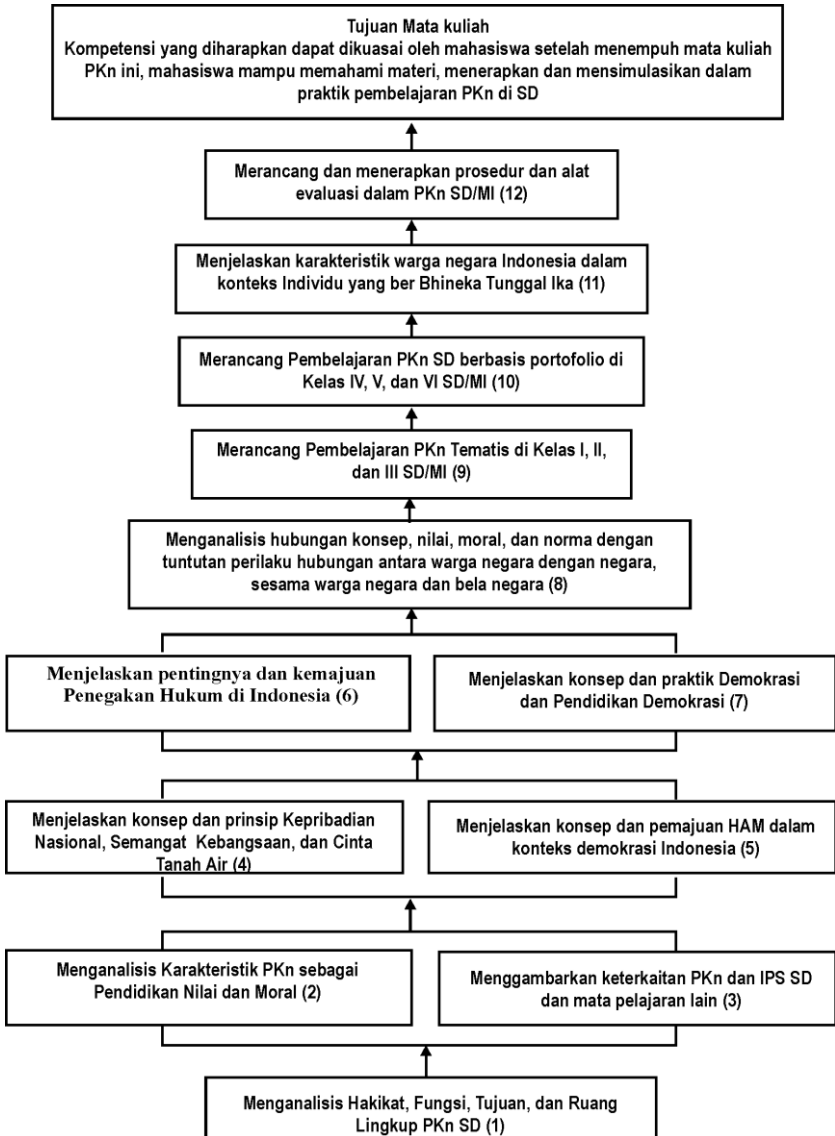 Tujuan Mata kuliah
Kompetensi yang diharapkan dapat dikuasai oleh mahasiswa setelah menempuh mata kuliah
PKn ini, mahasiswa mampu memahami materi, menerapkan dan mensimulasikan dalam
praktik pembelajaran PKn di SD
Merancang dan menerapkan prosedur dan alat
evaluasi dalam PKn SD/MI (12)
Menjelaskan karakteristik warga negara Indonesia dalam
konteks Individu yang ber Bhineka Tunggal Ika (11)
Merancang Pembelajaran PKn SD berbasis portofolio di
Kelas IV, V, dan VI SD/MI (10)
Merancang Pembelajaran PKn Tematis di Kelas I, II,
dan III SD/MI (9)
Menganalisis hubungan konsep, nilai, moral, dan norma dengan
tuntutan perilaku hubungan antara warga negara dengan negara,
sesama warga negara dan bela negara (8)
Menjelaskan pentingnya dan kemajuan
Penegakan Hukum di Indonesia (6)
Menjelaskan konsep dan praktik Demokrasi
dan Pendidikan Demokrasi (7)
Menjelaskan konsep dan prinsip Kepribadian
Nasional, Semangat Kebangsaan, dan Cinta
Tanah Air (4)
Menjelaskan konsep dan pemajuan HAM dalam
konteks demokrasi Indonesia (5)
Menganalisis Karakteristik PKn sebagai
Pendidikan Nilai dan Moral (2)
Menggambarkan keterkaitan PKn dan IPS SD
dan mata pelajaran lain (3)
Menganalisis Hakikat, Fungsi, Tujuan, dan Ruang
Lingkup PKn SD (1)